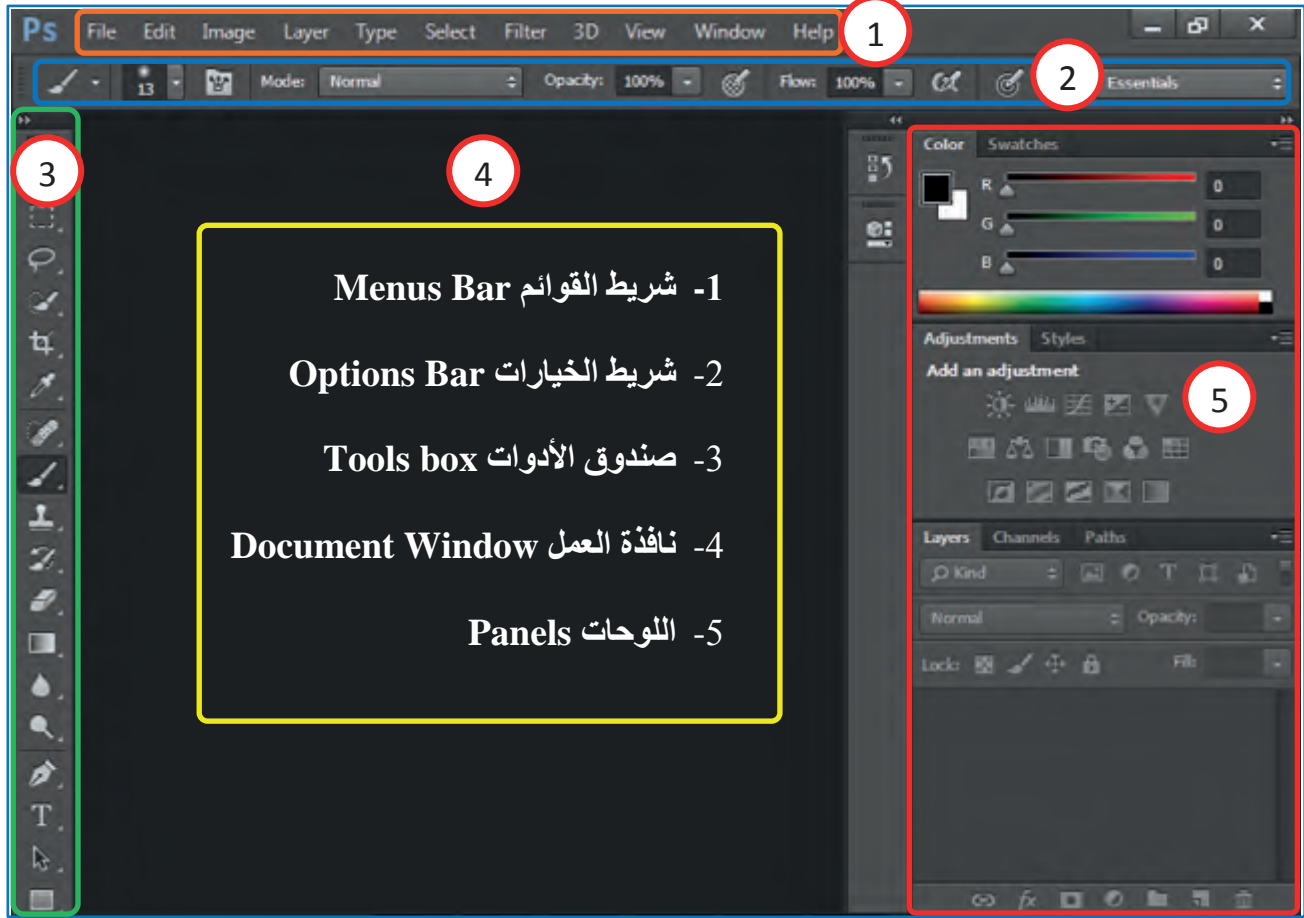 Ps File Edit Image Layer Type Select Filter 3D View Window Help
1
13 Mode: Normal Opacity: 100% Flow: 100% Essentials
2
3
4
1- شريط القوائم Menus Bar
2- شريط الخيارات Options Bar
3- صندوق الأدوات Tools box
4- نافذة العمل Document Window
5- اللوحات Panels
T
Color Swatches
R 0
G 0
B 0
Adjustments Styles
Add an adjustment
5
Layers Channels Paths
Kind T
Normal Opacity:
Lock: Fill:
fx